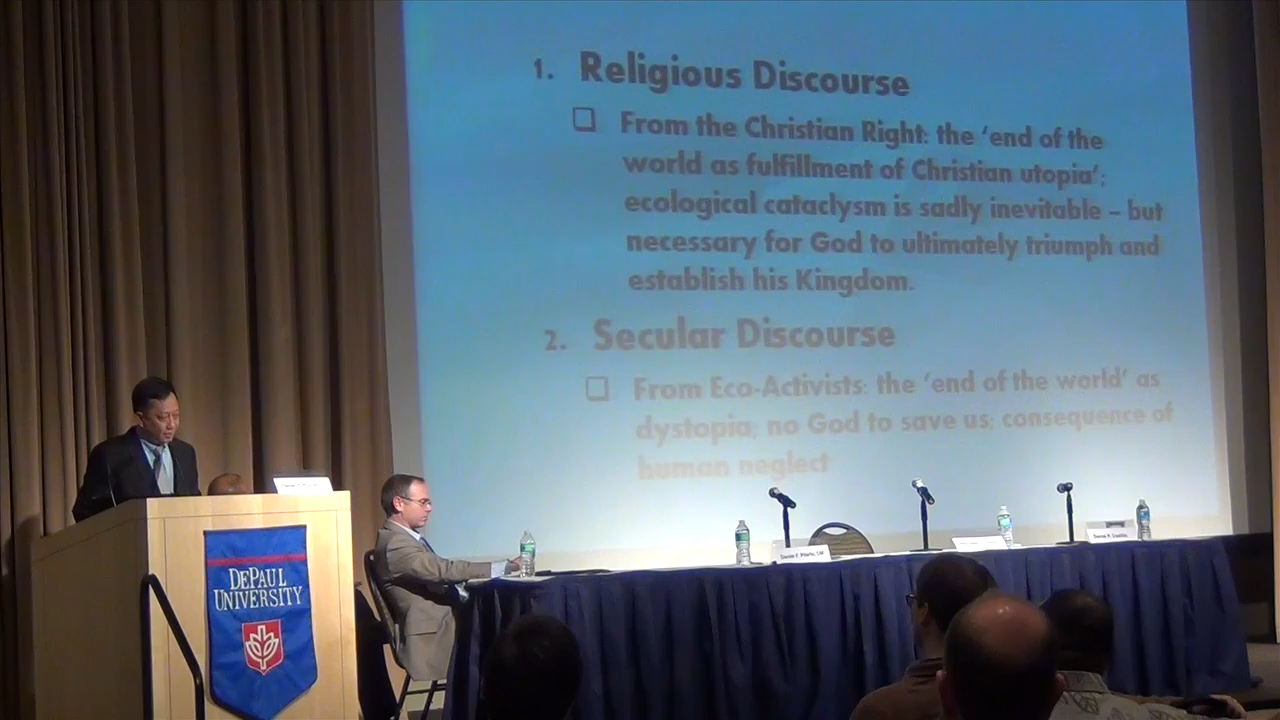 1. Religious Discourse
❑ From the Christian Right: the ‘end of the
world as fulfillment of Christian utopia’;
ecological cataclysm is sadly inevitable – but
necessary for God to ultimately triumph and
establish his Kingdom.
2. Secular Discourse
❑ From Eco-Activists: the ‘end of the world’ as
dystopia; no God to save us; consequence of
human neglect
DEPAUL
UNIVERSITY